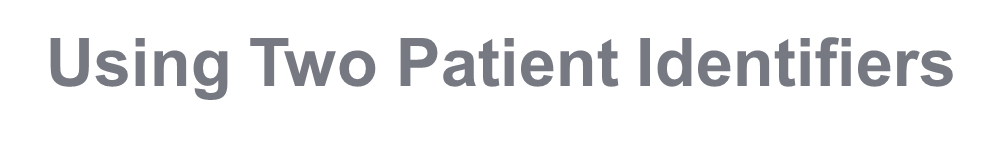 Using Two Patient Identifiers